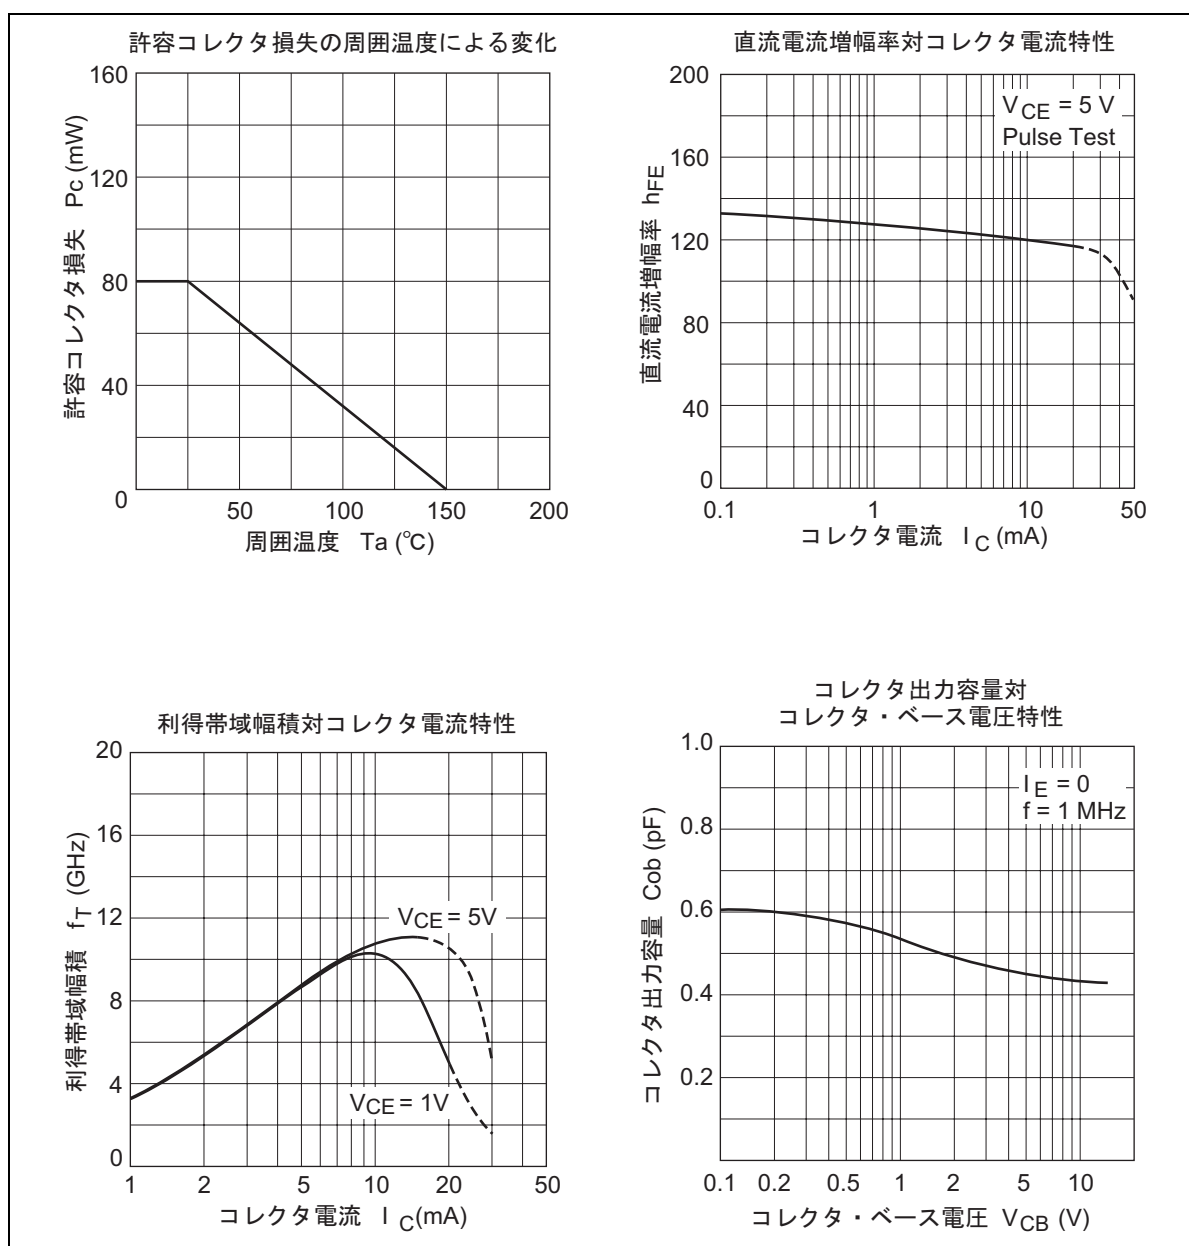 許容コレクタ損失の周囲温度による変化
160
120
80
40
0
許容コレクタ損失 Pc (mW)
50 100 150 200
周囲温度 Ta (℃)
直流電流増幅率対コレクタ電流特性
200
160
120
80
40
0
直流電流増幅率 hFE
VCE = 5 V
Pulse Test
0.1 1 10 50
コレクタ電流 IC (mA)
利得帯域幅積対コレクタ電流特性
20
16
12
8
4
0
利得帯域幅積 fT (GHz)
VCE = 5V
VCE = 1V
1 2 5 10 20 50
コレクタ電流 IC(mA)
コレクタ出力容量対
コレクタ・ベース電圧特性
1.0
0.8
0.6
0.4
0.2
コレクタ出力容量 Cob (pF)
IE = 0
f = 1 MHz
0.1 0.2 0.5 1 2 5 10
コレクタ・ベース電圧 VCB (V)